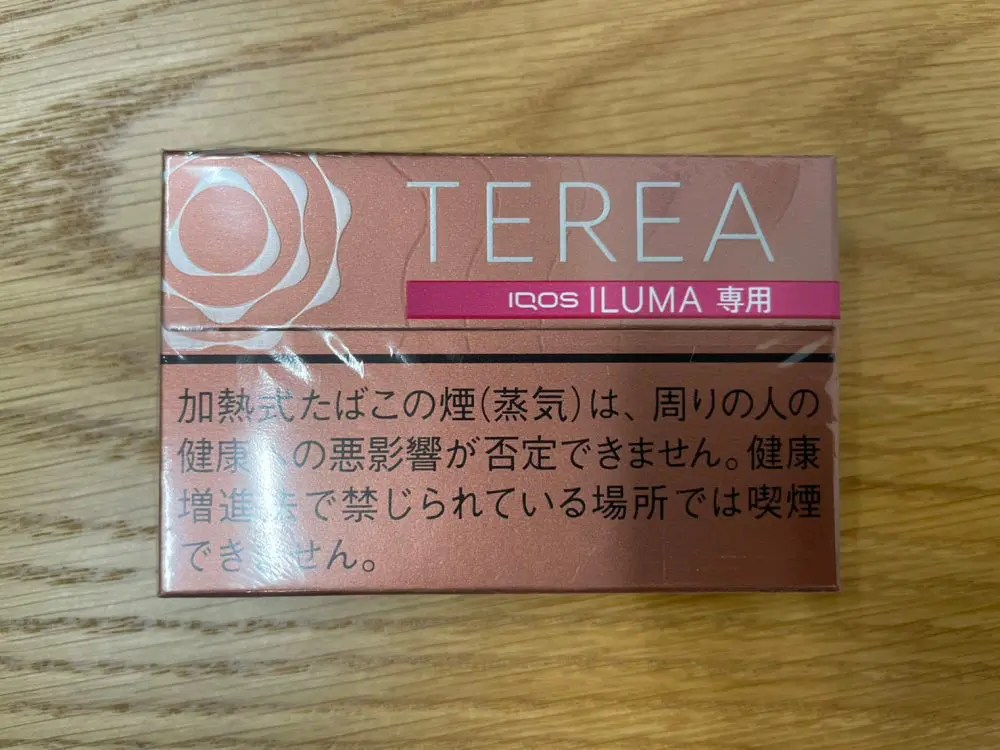 TEREA
IQOS ILUMA 専用
加熱式たばこの煙(蒸気)は、周りの人の
健康への悪影響が否定できません。健康
増進法で禁じられている場所では喫煙
できません。